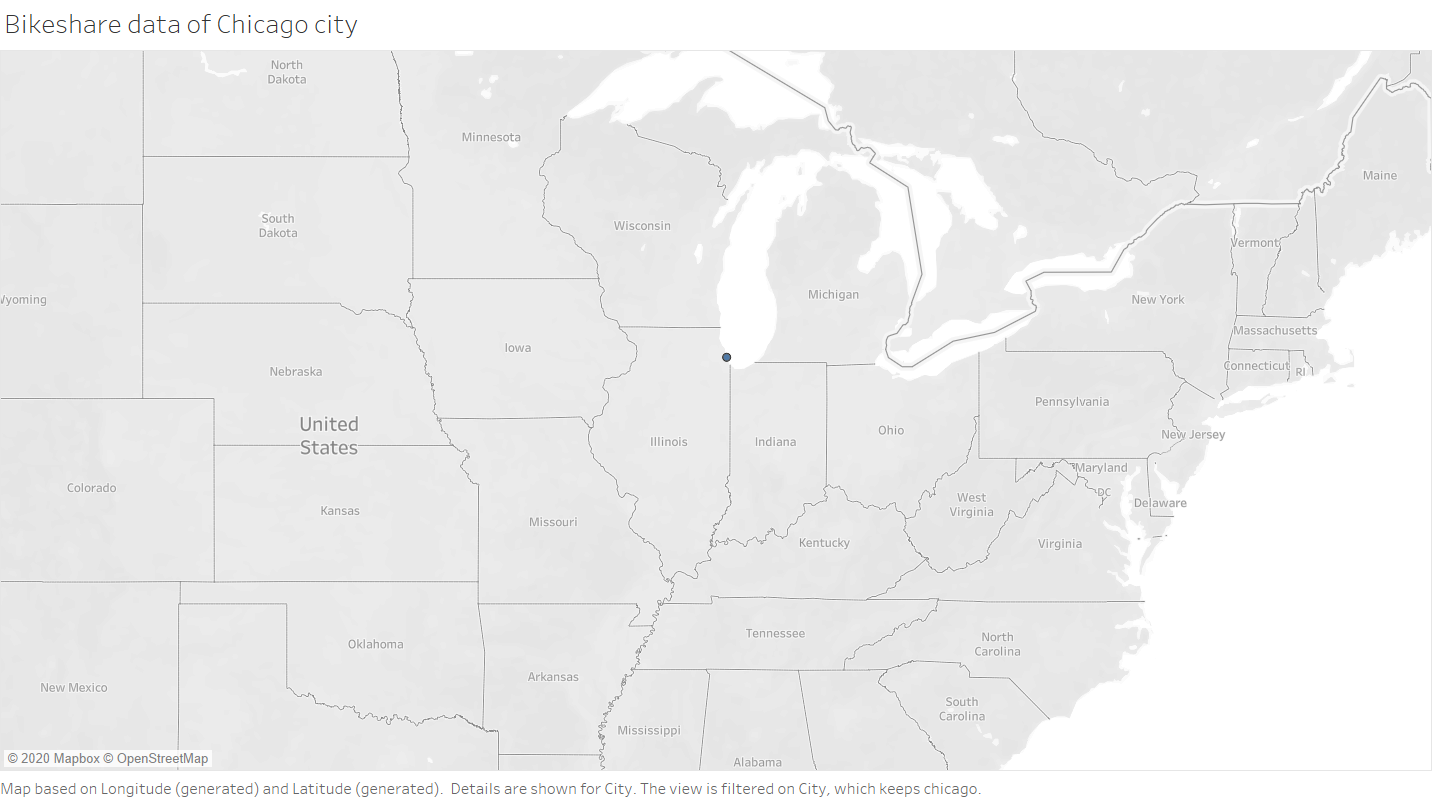 Bikeshare data of Chicago city
North
Dakota
Minnesota
Maine
South
Dakota
Wisconsin
Vermont
Wyoming
Michigan
New York
Massachusetts
Iowa
Connecticut
RI
Nebraska
Pennsylvania
United
States
Illinois
Indiana
Ohio
New Jersey
Maryland
Colorado
DC
West
Virginia
Delaware
Kansas
Missouri
Kentucky
Virginia
Tennessee
North
Carolina
Oklahoma
Arkansas
New Mexico
South
Carolina
Mississippi
Alabama
© 2020 Mapbox © OpenStreetMap
Map based on Longitude (generated) and Latitude (generated).  Details are shown for City. The view is filtered on City, which keeps chicago.